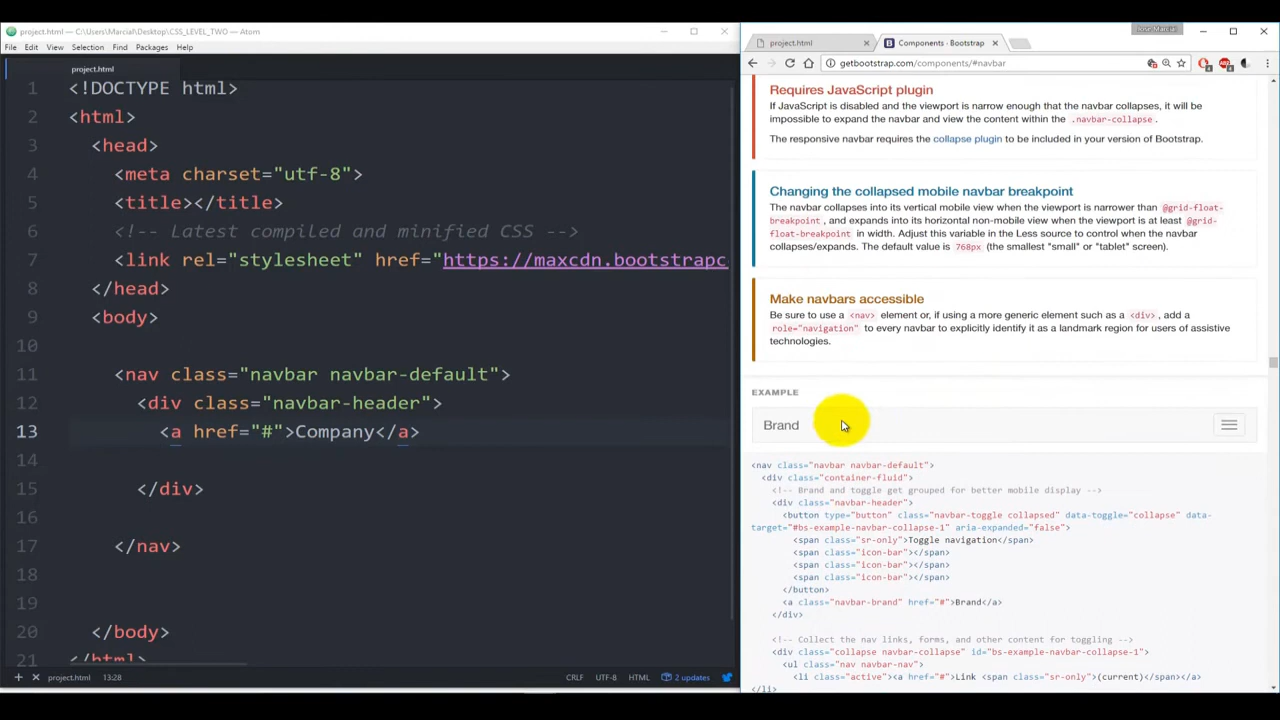 project.html — C:\Users\Marcial\Desktop\CSS_LEVEL_TWO — Atom
File Edit View Selection Find Packages Help
project.html
1 <!DOCTYPE html>
2 <html>
3 <head>
4 <meta charset="utf-8">
5 <title></title>
6 <!-- Latest compiled and minified CSS -->
7 <link rel="stylesheet" href="https://maxcdn.bootstrapc
8 </head>
9 <body>
10
11 <nav class="navbar navbar-default">
12 <div class="navbar-header">
13 <a href="#">Company</a>
14
15 </div>
16
17 </nav>
18
19
20 </body>
21 </html>
project.html 13:28 CRLF UTF-8 HTML 2 updates
Jose Marcial
project.html Components · Bootstrap
getbootstrap.com/components/#navbar
Requires JavaScript plugin
If JavaScript is disabled and the viewport is narrow enough that the navbar collapses, it will be
impossible to expand the navbar and view the content within the .navbar-collapse.
The responsive navbar requires the collapse plugin to be included in your version of Bootstrap.
Changing the collapsed mobile navbar breakpoint
The navbar collapses into its vertical mobile view when the viewport is narrower than @grid-float-
breakpoint, and expands into its horizontal non-mobile view when the viewport is at least @grid-
float-breakpoint in width. Adjust this variable in the Less source to control when the navbar
collapses/expands. The default value is 768px (the smallest "small" or "tablet" screen).
Make navbars accessible
Be sure to use a <nav> element or, if using a more generic element such as a <div>, add a
role="navigation" to every navbar to explicitly identify it as a landmark region for users of assistive
technologies.
EXAMPLE
Brand
<nav class="navbar navbar-default">
<div class="container-fluid">
<!-- Brand and toggle get grouped for better mobile display -->
<div class="navbar-header">
<button type="button" class="navbar-toggle collapsed" data-toggle="collapse" data-
target="#bs-example-navbar-collapse-1" aria-expanded="false">
<span class="sr-only">Toggle navigation</span>
<span class="icon-bar"></span>
<span class="icon-bar"></span>
<span class="icon-bar"></span>
</button>
<a class="navbar-brand" href="#">Brand</a>
</div>
<!-- Collect the nav links, forms, and other content for toggling -->
<div class="collapse navbar-collapse" id="bs-example-navbar-collapse-1">
<ul class="nav navbar-nav">
<li class="active"><a href="#">Link <span class="sr-only">(current)</span></a>
</li>